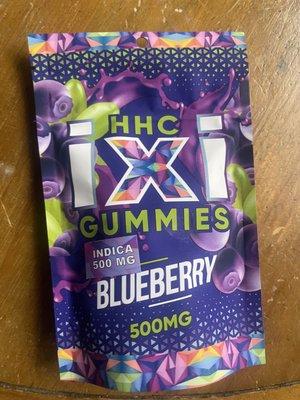 HHC
ixi
GUMMIES
INDICA
500 MG
BLUEBERRY
500MG